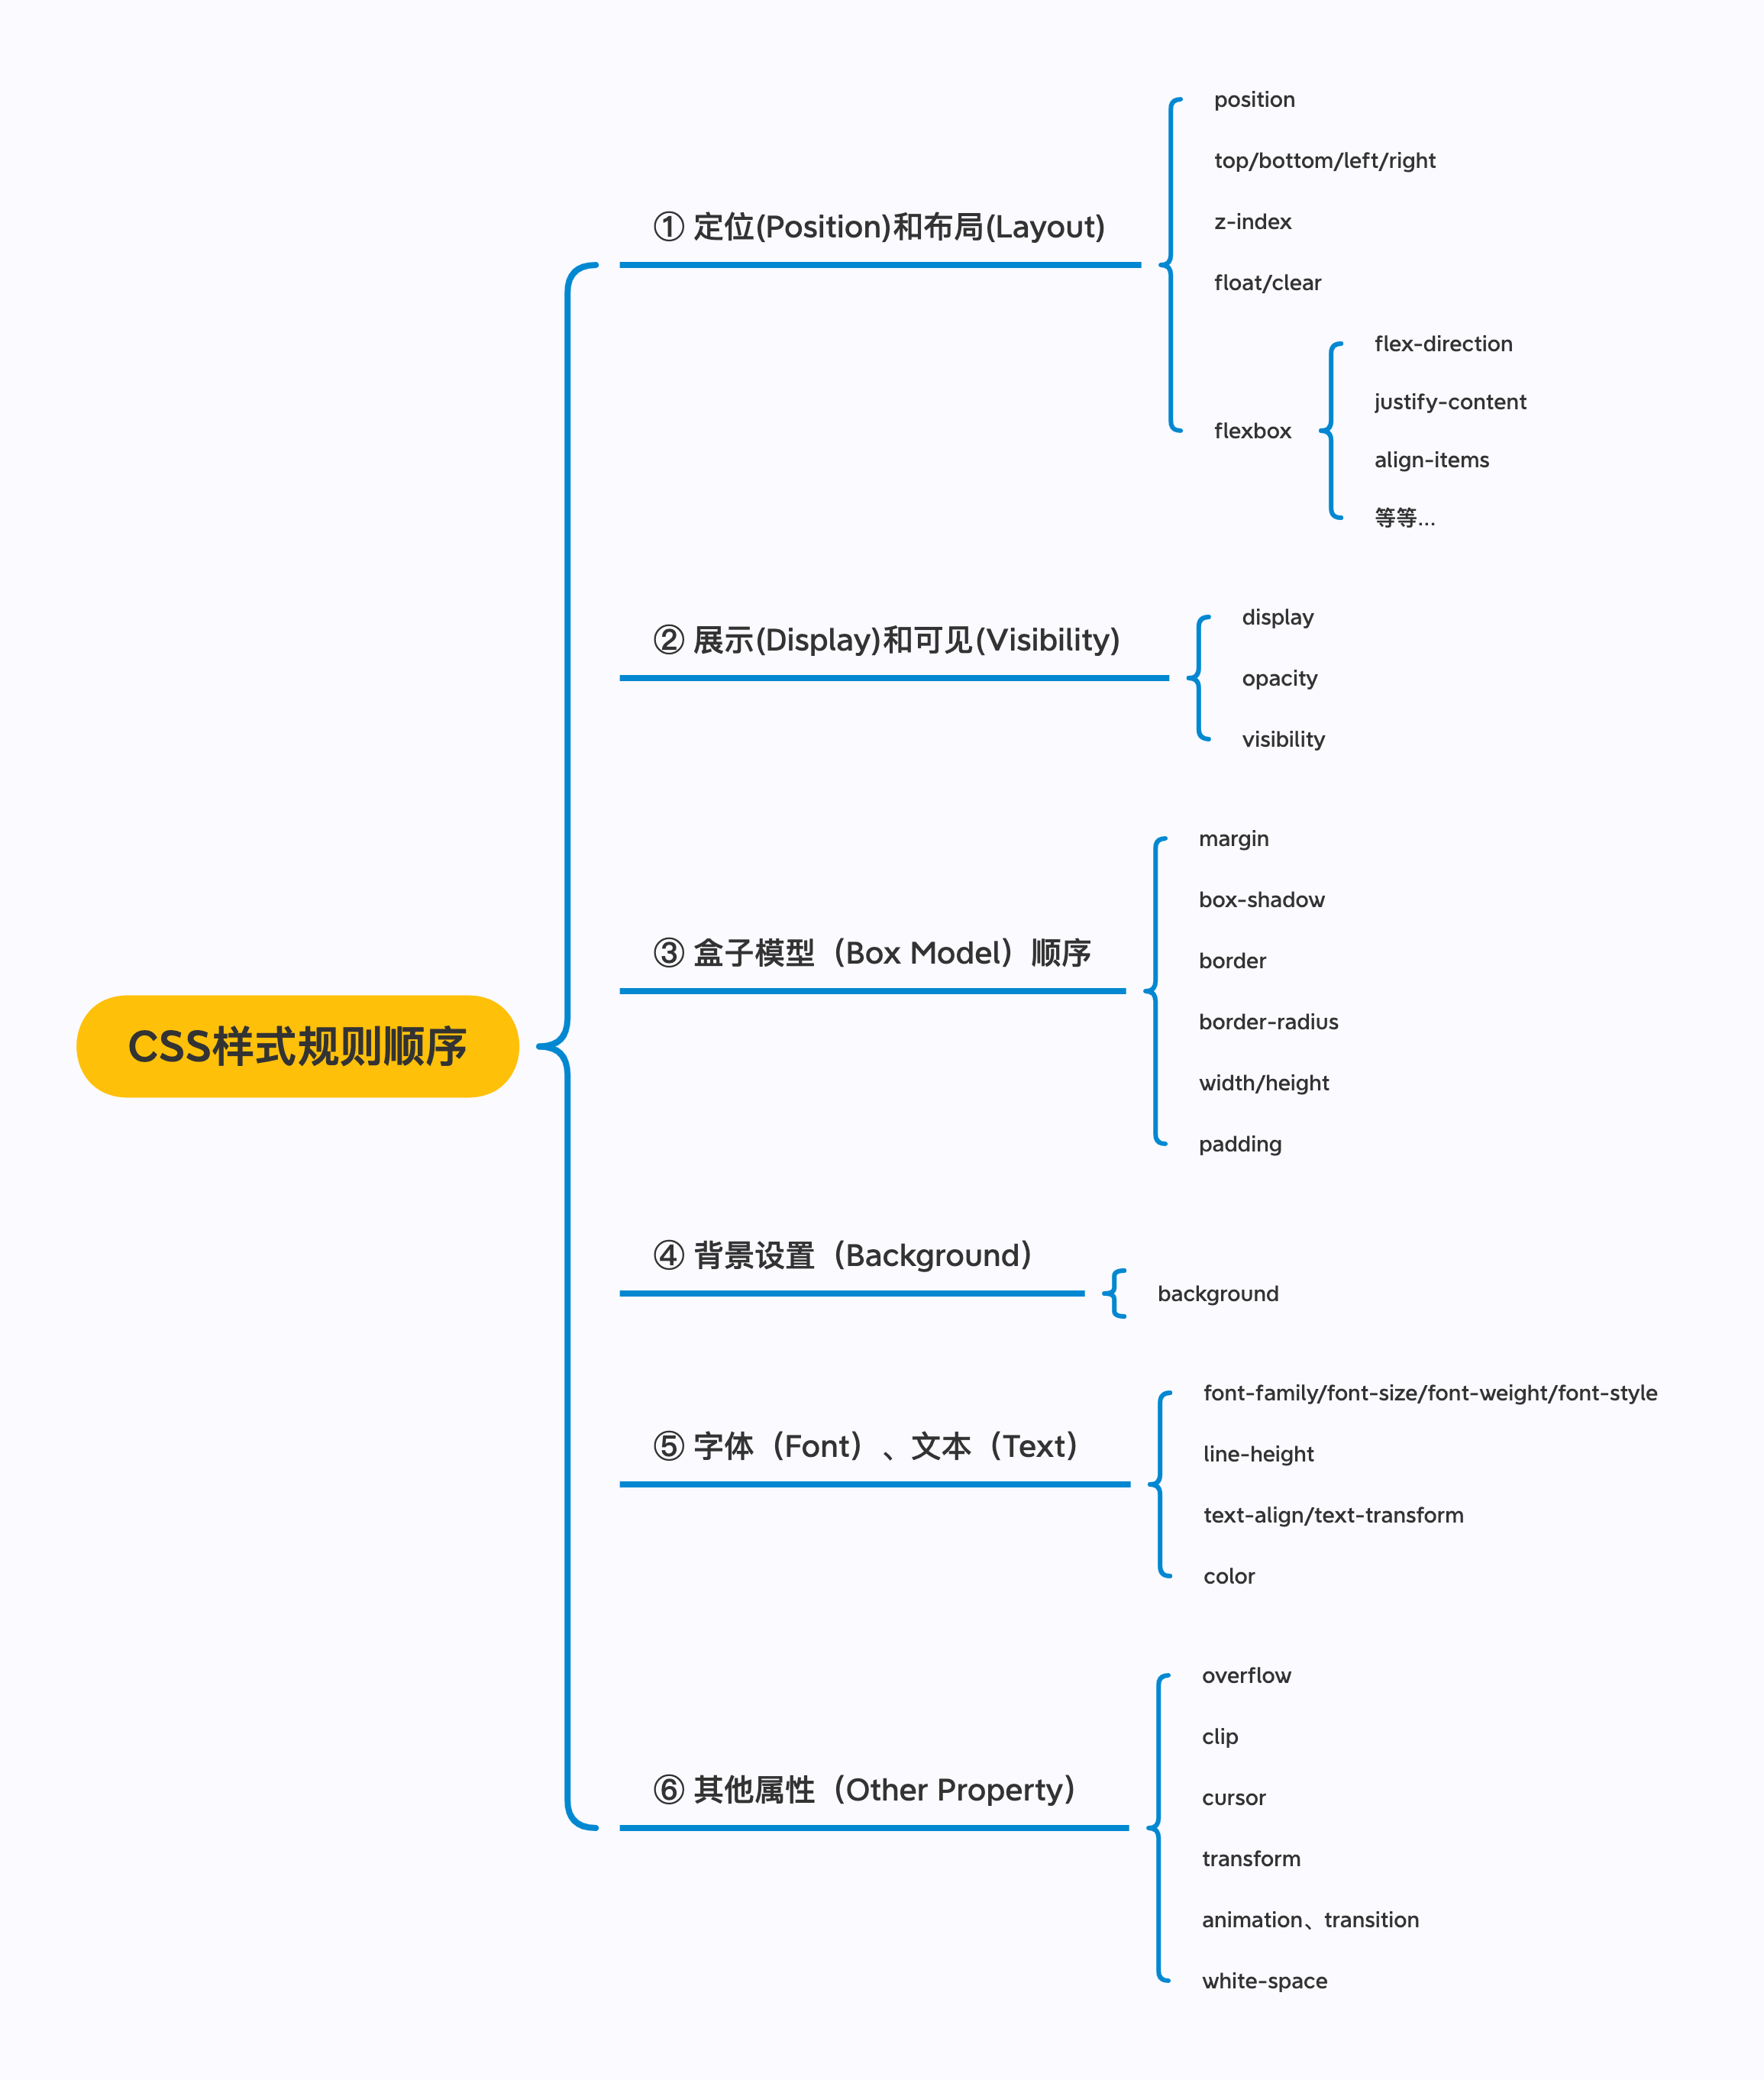 CSS样式规则顺序
① 定位(Position)和布局(Layout)
position
top/bottom/left/right
z-index
float/clear
flexbox
flex-direction
justify-content
align-items
等等...
② 展示(Display)和可见(Visibility)
display
opacity
visibility
③ 盒子模型（Box Model）顺序
margin
box-shadow
border
border-radius
width/height
padding
④ 背景设置（Background）
background
⑤ 字体（Font）、文本（Text）
font-family/font-size/font-weight/font-style
line-height
text-align/text-transform
color
⑥ 其他属性（Other Property）
overflow
clip
cursor
transform
animation、transition
white-space